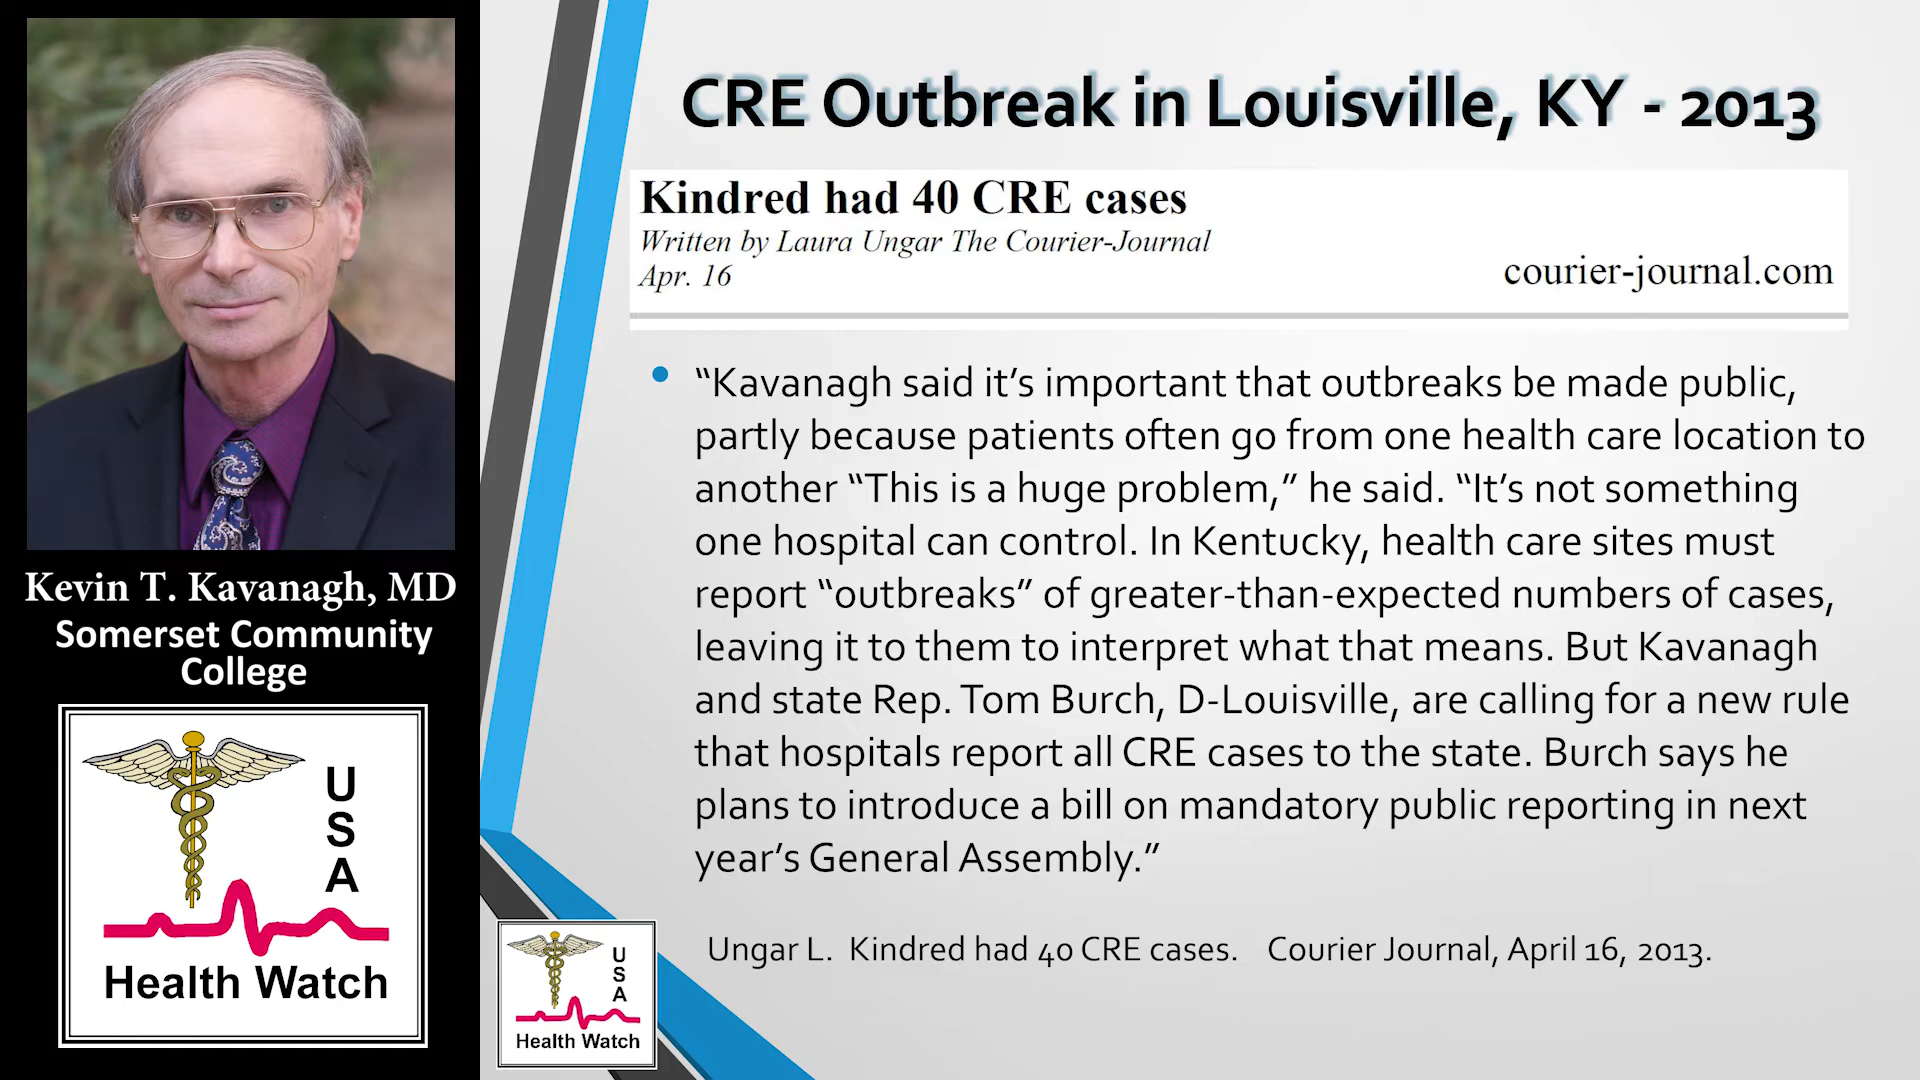 Kevin T. Kavanagh, MD
Somerset Community
College
U
S
A
Health Watch
CRE Outbreak in Louisville, KY - 2013
Kindred had 40 CRE cases
Written by Laura Ungar The Courier-Journal
Apr. 16
courier-journal.com
• “Kavanagh said it’s important that outbreaks be made public,
partly because patients often go from one health care location to
another “This is a huge problem,” he said. “It’s not something
one hospital can control. In Kentucky, health care sites must
report “outbreaks” of greater-than-expected numbers of cases,
leaving it to them to interpret what that means. But Kavanagh
and state Rep. Tom Burch, D-Louisville, are calling for a new rule
that hospitals report all CRE cases to the state. Burch says he
plans to introduce a bill on mandatory public reporting in next
year’s General Assembly.”
Ungar L. Kindred had 40 CRE cases. Courier Journal, April 16, 2013.
U
S
A
Health Watch